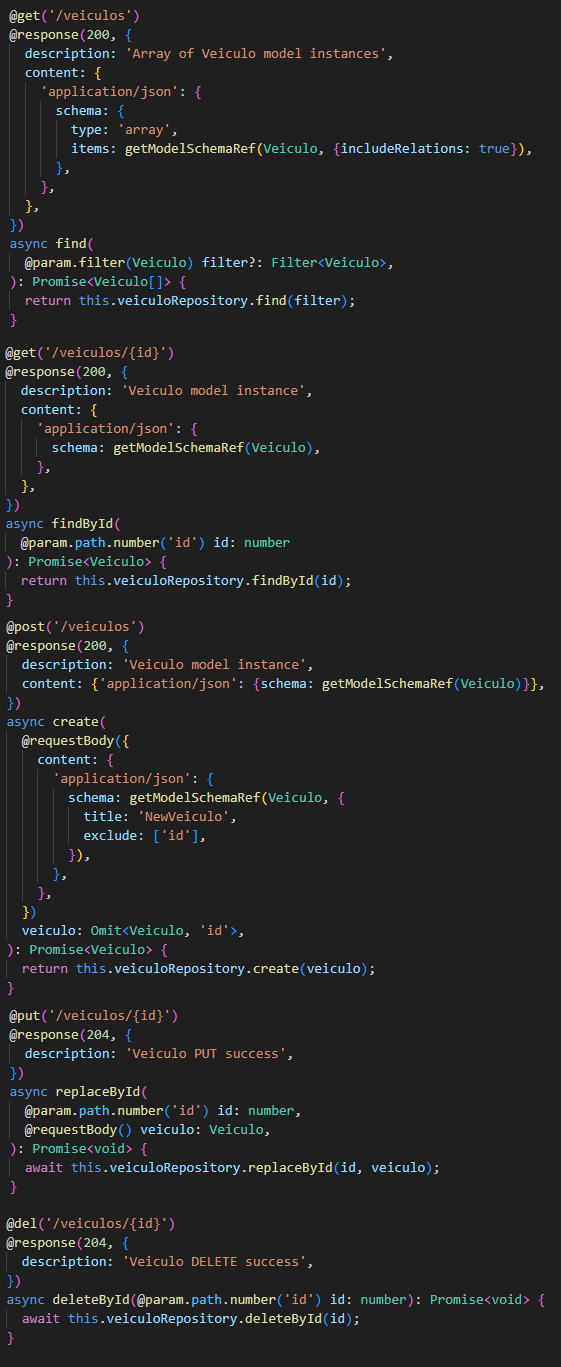 @get('/veiculos')
@response(200, {
  description: 'Array of Veiculo model instances',
  content: {
    'application/json': {
      schema: {
        type: 'array',
        items: getModelSchemaRef(Veiculo, {includeRelations: true}),
      },
    },
  },
})
async find(
  @param.filter(Veiculo) filter?: Filter<Veiculo>,
): Promise<Veiculo[]> {
  return this.veiculoRepository.find(filter);
}
@get('/veiculos/{id}')
@response(200, {
  description: 'Veiculo model instance',
  content: {
    'application/json': {
      schema: getModelSchemaRef(Veiculo),
    },
  },
})
async findById(
  @param.path.number('id') id: number
): Promise<Veiculo> {
  return this.veiculoRepository.findById(id);
}
@post('/veiculos')
@response(200, {
  description: 'Veiculo model instance',
  content: {'application/json': {schema: getModelSchemaRef(Veiculo)}},
})
async create(
  @requestBody({
    content: {
      'application/json': {
        schema: getModelSchemaRef(Veiculo, {
          title: 'NewVeiculo',
          exclude: ['id'],
        }),
      },
    },
  })
  veiculo: Omit<Veiculo, 'id'>,
): Promise<Veiculo> {
  return this.veiculoRepository.create(veiculo);
}
@put('/veiculos/{id}')
@response(204, {
  description: 'Veiculo PUT success',
})
async replaceById(
  @param.path.number('id') id: number,
  @requestBody() veiculo: Veiculo,
): Promise<void> {
  await this.veiculoRepository.replaceById(id, veiculo);
}
@del('/veiculos/{id}')
@response(204, {
  description: 'Veiculo DELETE success',
})
async deleteById(@param.path.number('id') id: number): Promise<void> {
  await this.veiculoRepository.deleteById(id);
}